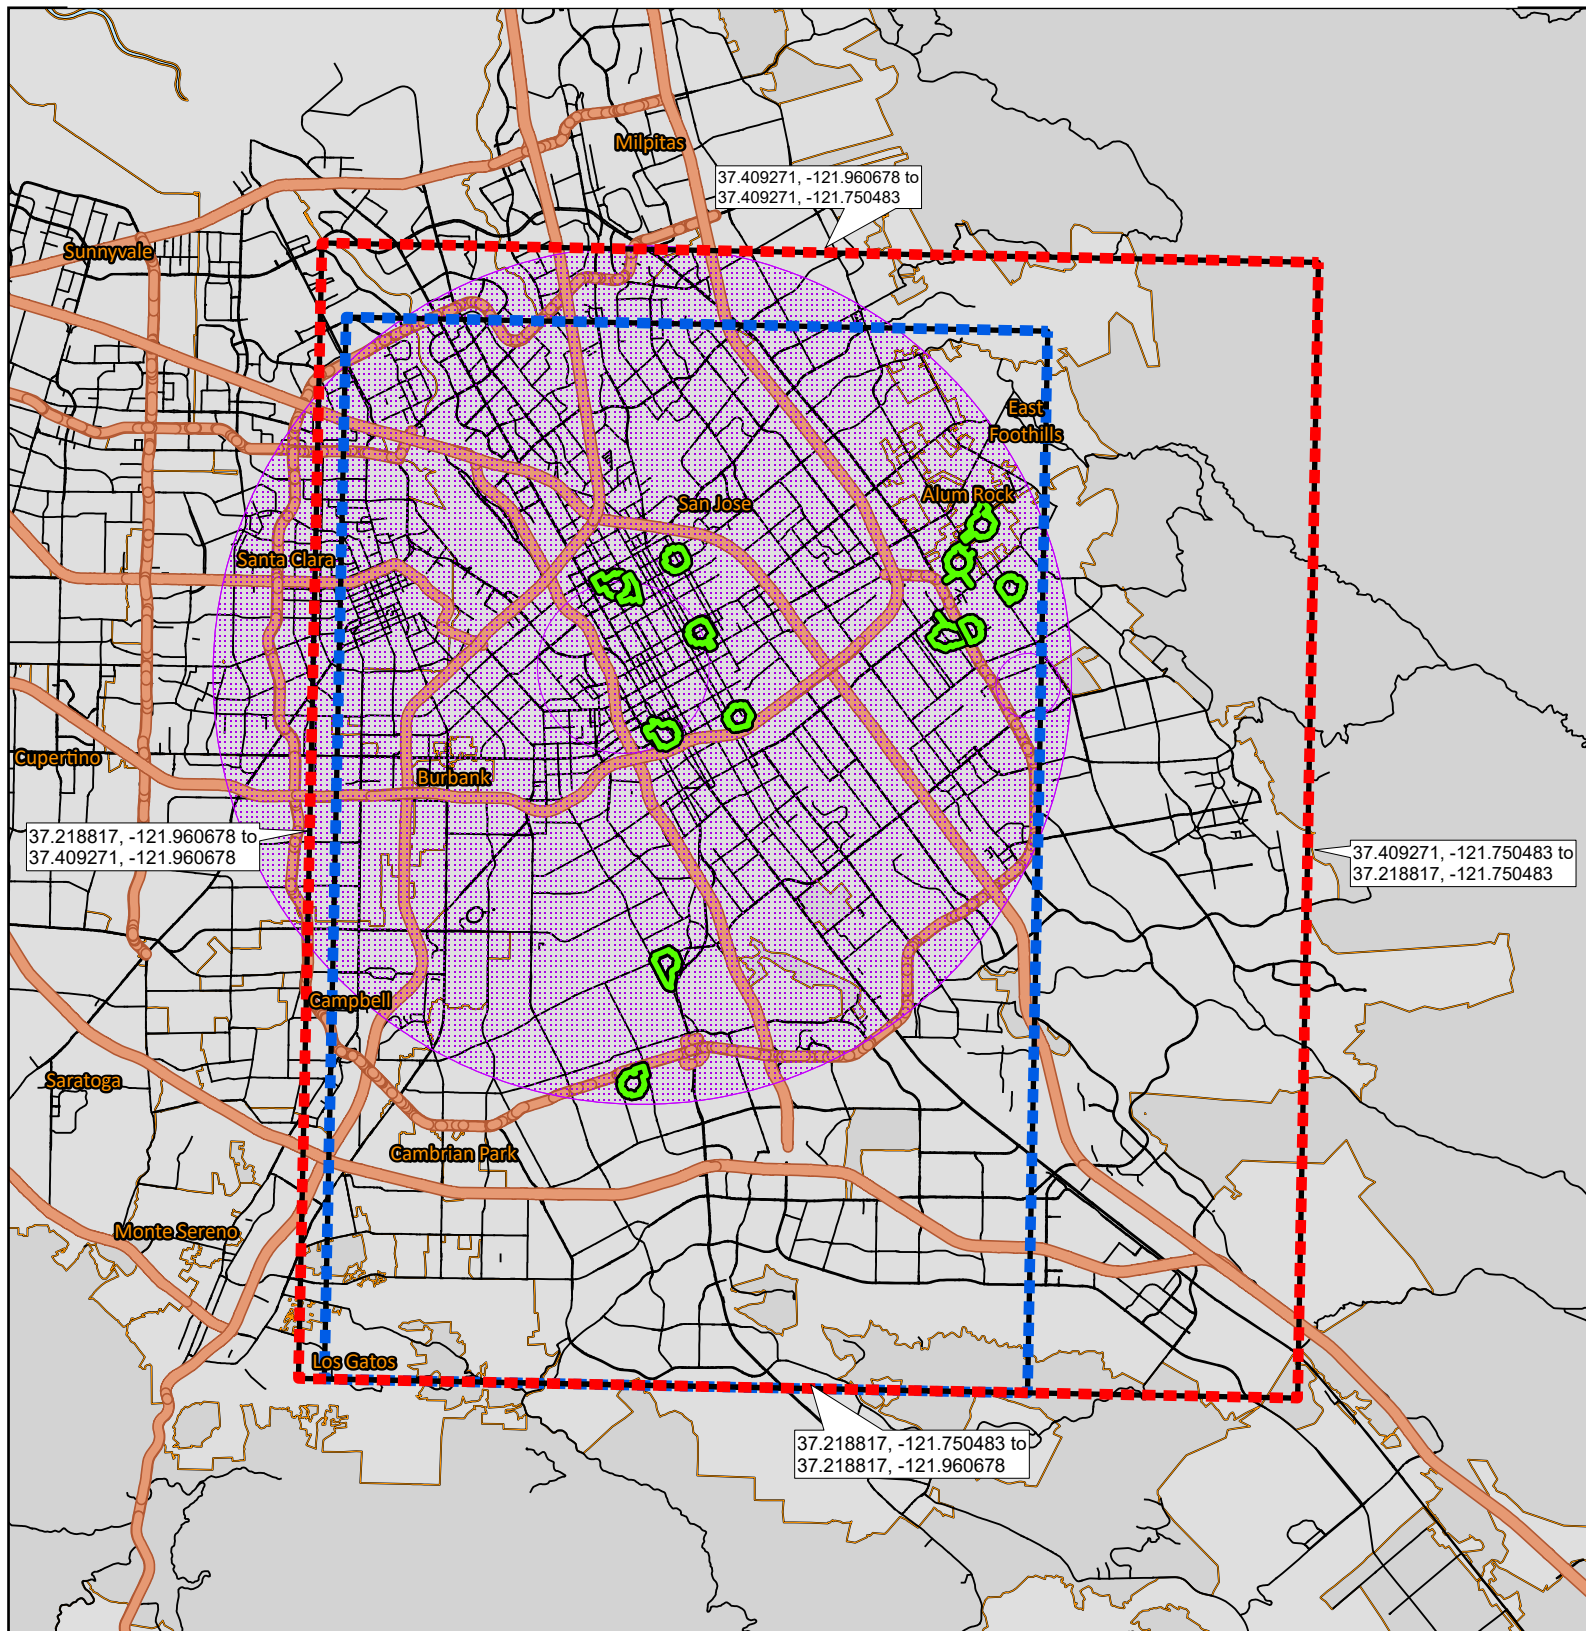 Milpitas
37.409271, -121.960678 to
37.409271, -121.750483
Sunnyvale
East
Foothills
Alum Rock
San Jose
Santa Clara
Cupertino
Burbank
37.218817, -121.960678 to
37.409271, -121.960678
37.409271, -121.750483 to
37.218817, -121.750483
Campbell
Saratoga
Cambrian Park
Monte Sereno
Los Gatos
37.218817, -121.750483 to
37.218817, -121.960678